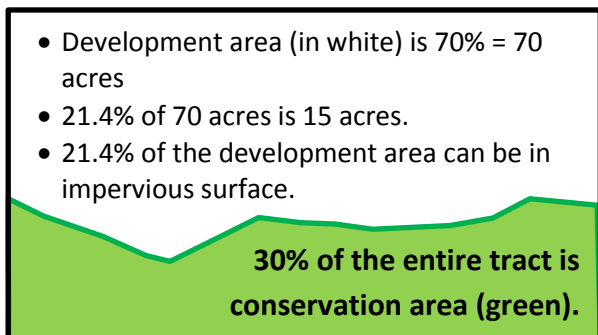 • Development area (in white) is 70% = 70
acres
• 21.4% of 70 acres is 15 acres.
• 21.4% of the development area can be in
impervious surface.
30% of the entire tract is
conservation area (green).